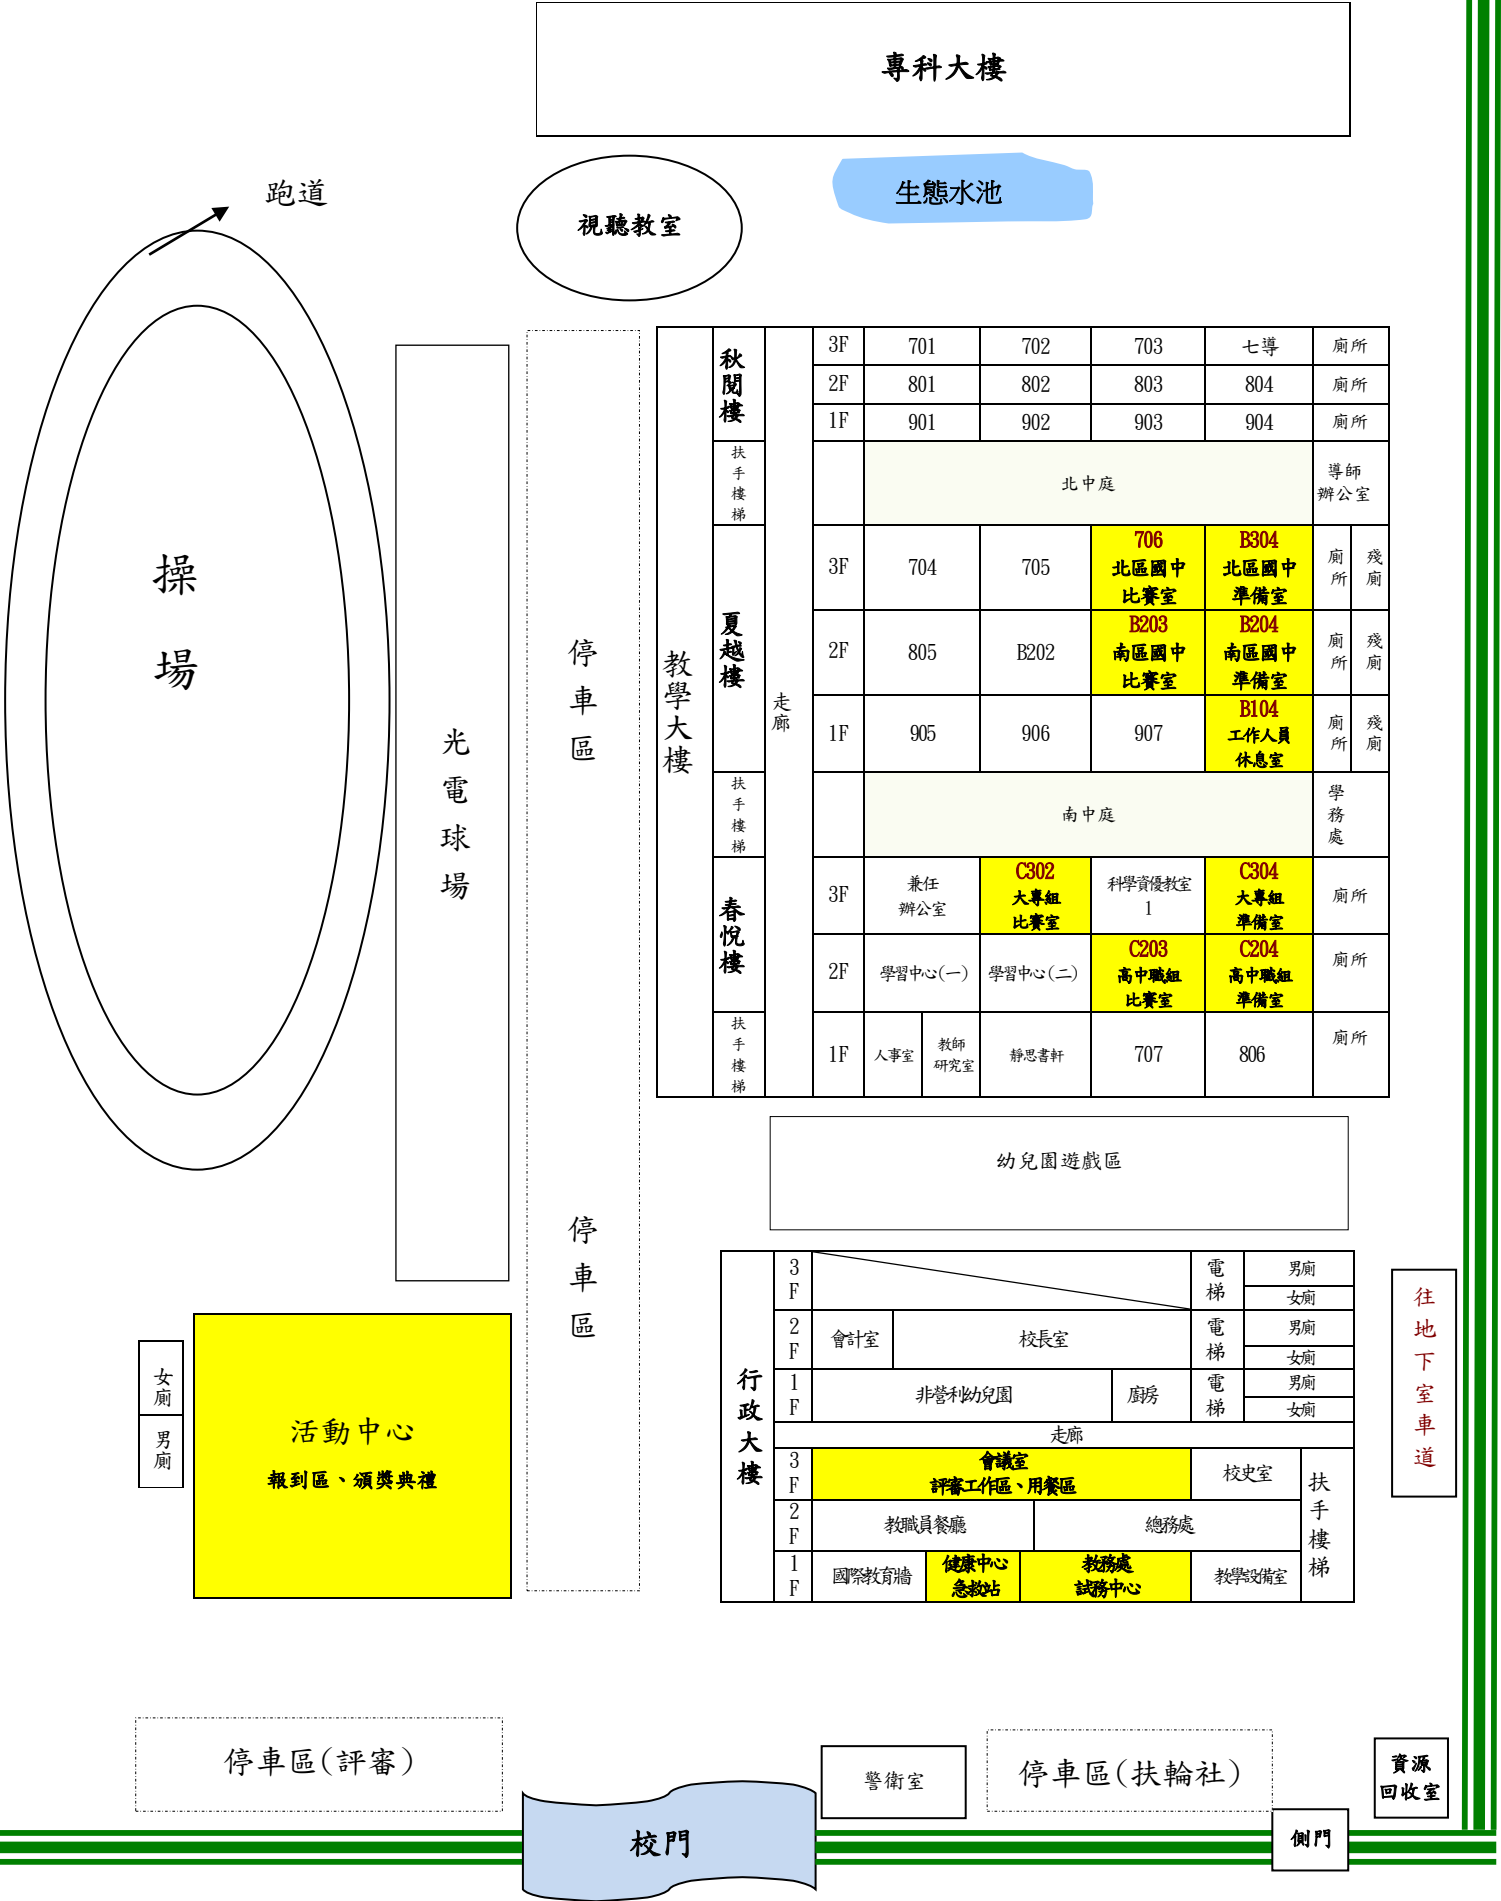 專科大樓
生態水池
跑道
視聽教室
操場
光電球場
停車區
停車區
教學大樓
走廊
秋閱樓
3F 701 702 703 七導 廁所
2F 801 802 803 804 廁所
1F 901 902 903 904 廁所
扶手樓梯
北中庭
導師
辦公室
夏越樓
3F 704 705
706
北區國中
比賽室
B304
北區國中
準備室
廁所 殘廁
2F 805 B202
B203
南區國中
比賽室
B204
南區國中
準備室
廁所 殘廁
1F 905 906 907
B104
工作人員
休息室
廁所 殘廁
扶手樓梯
南中庭
學務處
春悅樓
3F
兼任
辦公室
C302
大專組
比賽室
科學資優教室
1
C304
大專組
準備室
廁所
2F 學習中心(一) 學習中心(二)
C203
高中職組
比賽室
C204
高中職組
準備室
廁所
扶手樓梯
1F 人事室
教師
研究室
靜思書軒 707 806 廁所
幼兒園遊戲區
行政大樓
3F 電梯 男廁
女廁
2F 會計室 校長室 電梯 男廁
女廁
1F 非營利幼兒園 廚房 電梯 男廁
女廁
走廊
3F
會議室
評審工作區、用餐區
校史室
扶手樓梯
2F 教職員餐廳 總務處
1F 國際教育牆
健康中心
急救站
教務處
試務中心
教學設備室
往地下室車道
女廁
男廁
活動中心
報到區、頒獎典禮
停車區(評審)
校門
警衛室
停車區(扶輪社)
側門
資源
回收室